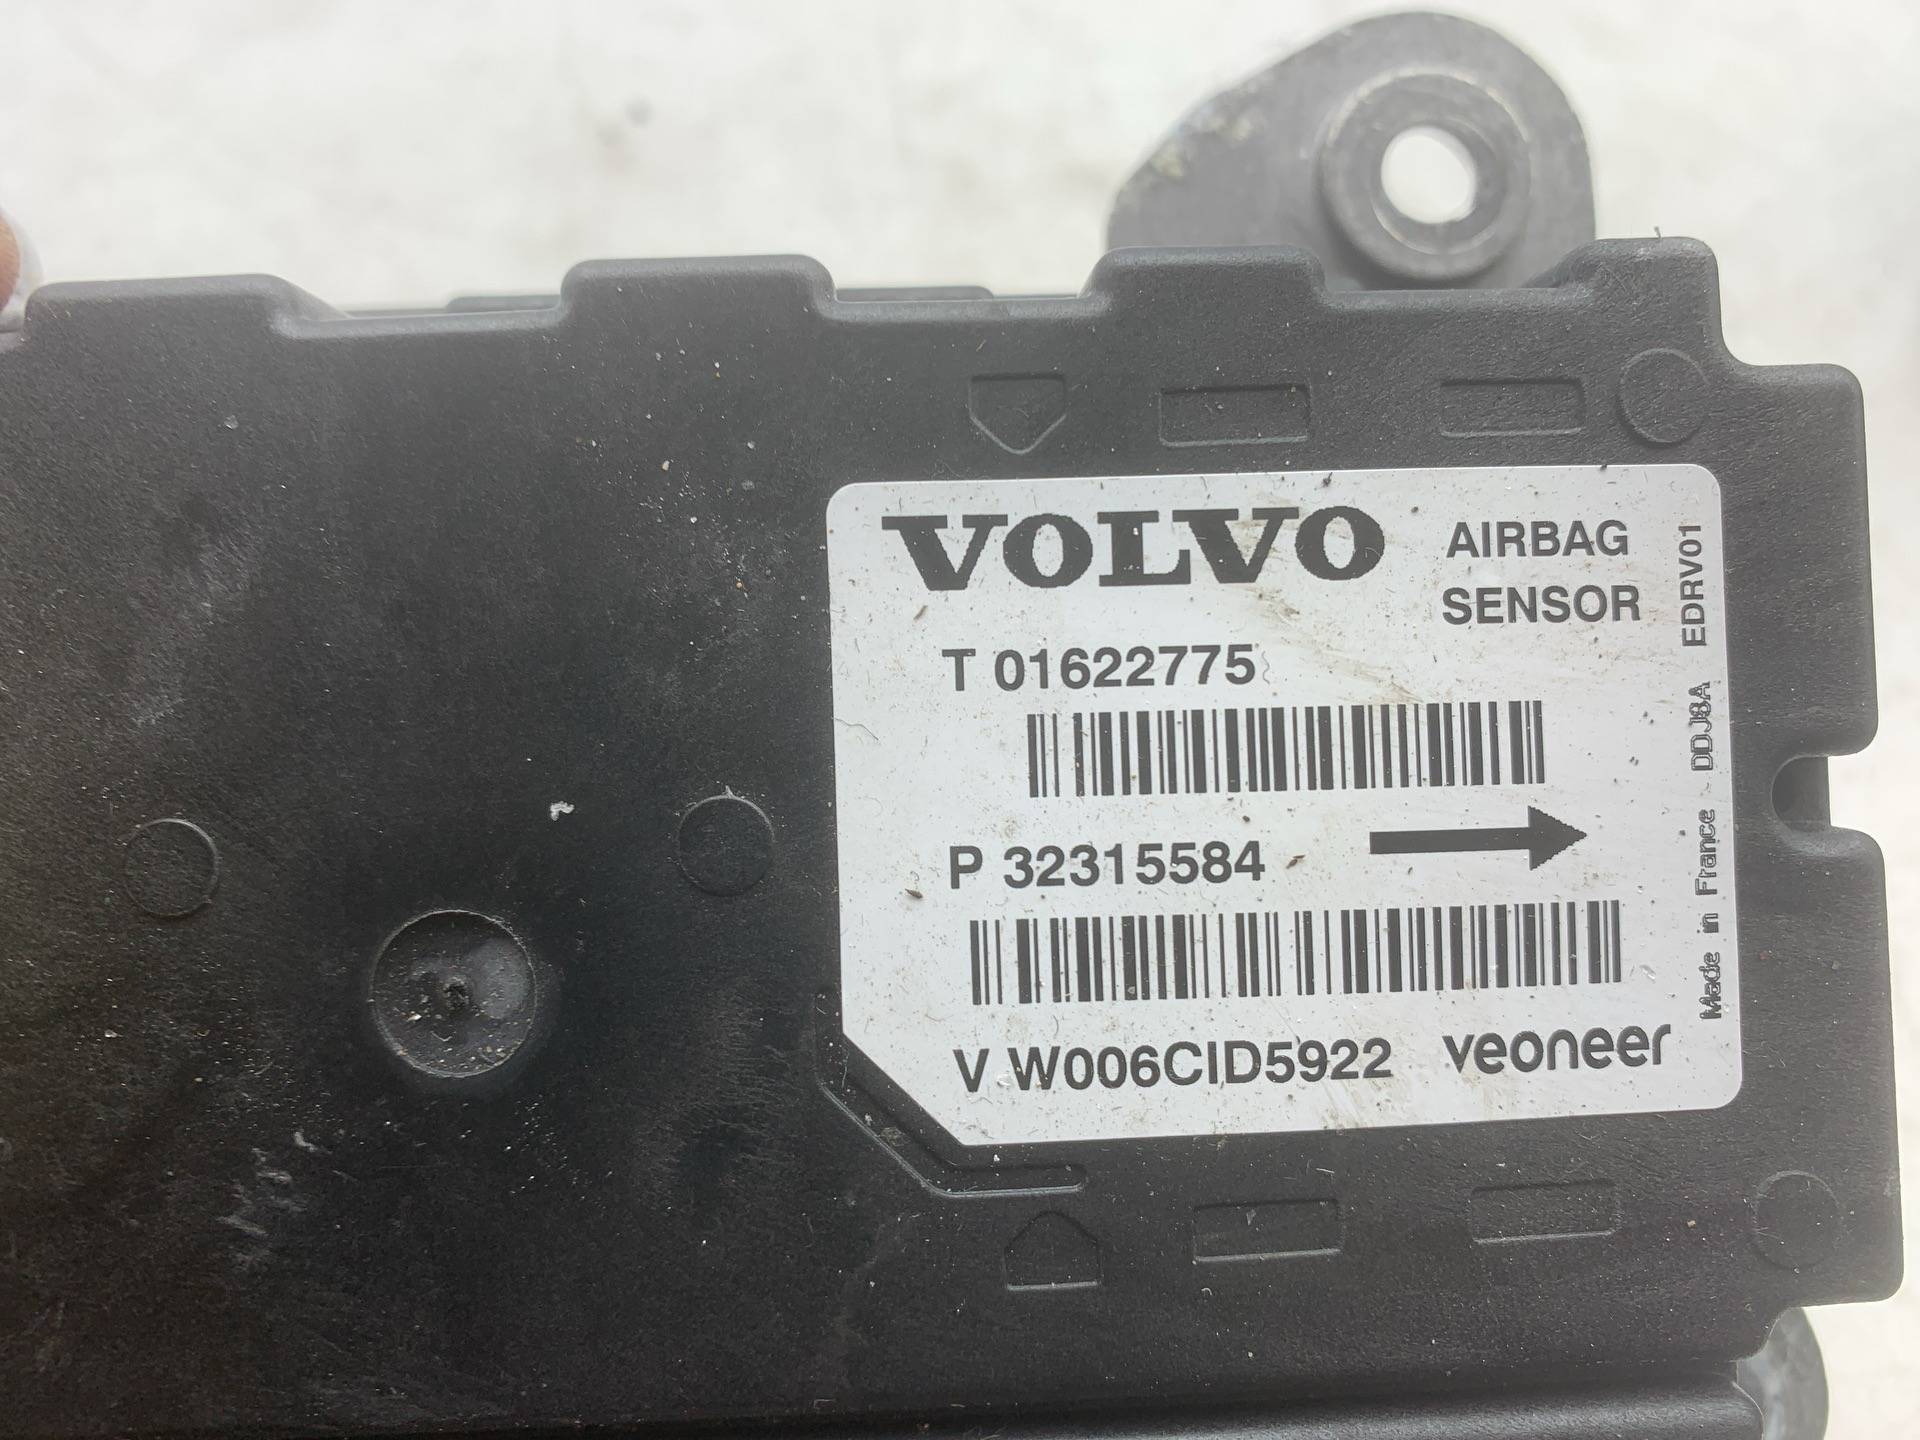 VOLVO
AIRBAG
SENSOR
T 01622775
P 32315584
V W006CID5922
veoneer
Made in France DDJ8A EDRV01